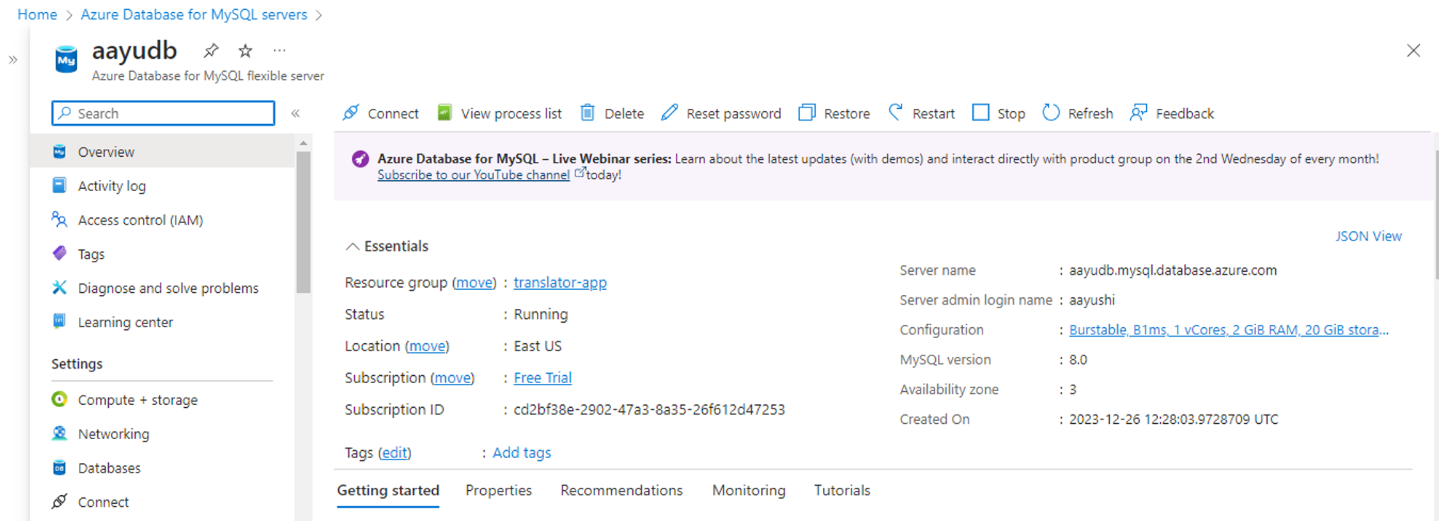 Home > Azure Database for MySQL servers >
»
My
aayudb
...
Azure Database for MySQL flexible server
Search
«
Connect
View process list
Delete
Reset password
Restore
Restart
Stop
Refresh
Feedback
Overview
Activity log
Access control (IAM)
Tags
Diagnose and solve problems
Learning center
Settings
Compute + storage
Networking
Databases
Connect
Azure Database for MySQL – Live Webinar series: Learn about the latest updates (with demos) and interact directly with product group on the 2nd Wednesday of every month!
Subscribe to our YouTube channel today!
Essentials
JSON View
Resource group (move) : translator-app
Status : Running
Location (move) : East US
Subscription (move) : Free Trial
Subscription ID : cd2bf38e-2902-47a3-8a35-26f612d47253
Tags (edit) : Add tags
Server name : aayudb.mysql.database.azure.com
Server admin login name : aayushi
Configuration : Burstable, B1ms, 1 vCores, 2 GiB RAM, 20 GiB stora...
MySQL version : 8.0
Availability zone : 3
Created On : 2023-12-26 12:28:03.9728709 UTC
Getting started
Properties
Recommendations
Monitoring
Tutorials